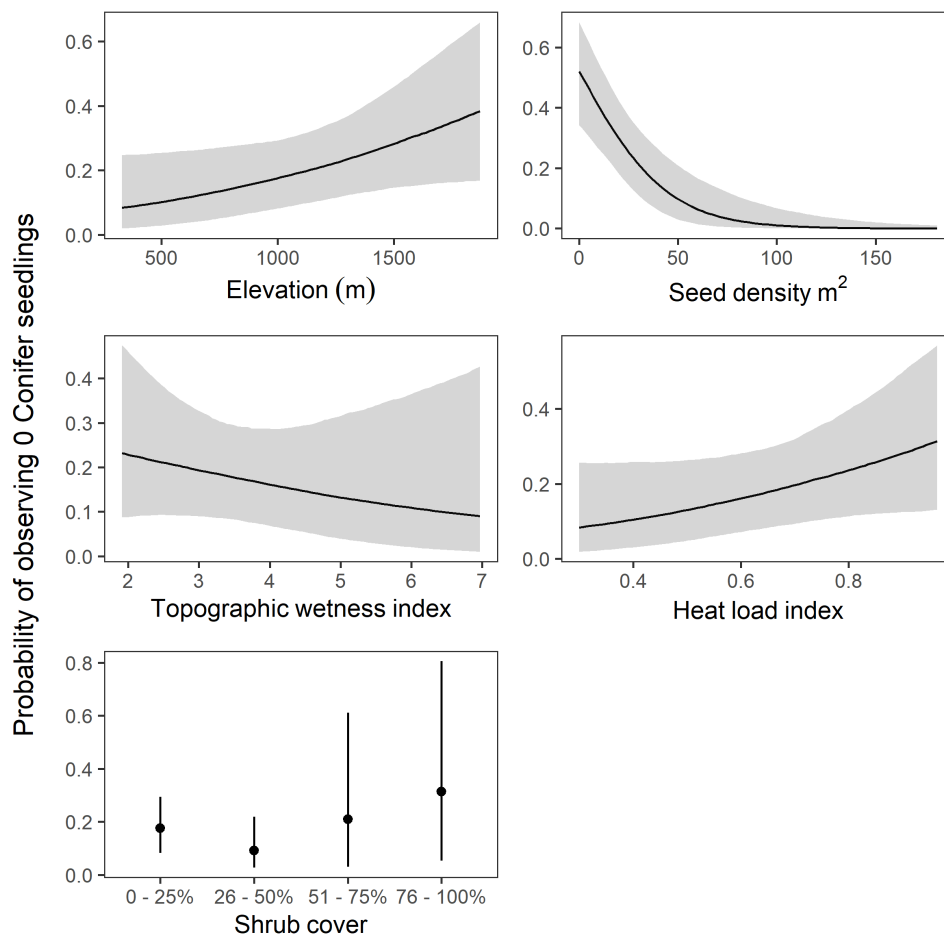 Probability of observing 0 Conifer seedlings
0.6
0.4
0.2
0.0
500 1000 1500
Elevation (m)
0.6
0.4
0.2
0.0
0 50 100 150
Seed density m²
0.4
0.3
0.2
0.1
0.0
2 3 4 5 6 7
Topographic wetness index
0.4
0.2
0.0
0.4 0.6 0.8
Heat load index
0.8
0.6
0.4
0.2
0.0
0 - 25% 26 - 50% 51 - 75% 76 - 100%
Shrub cover